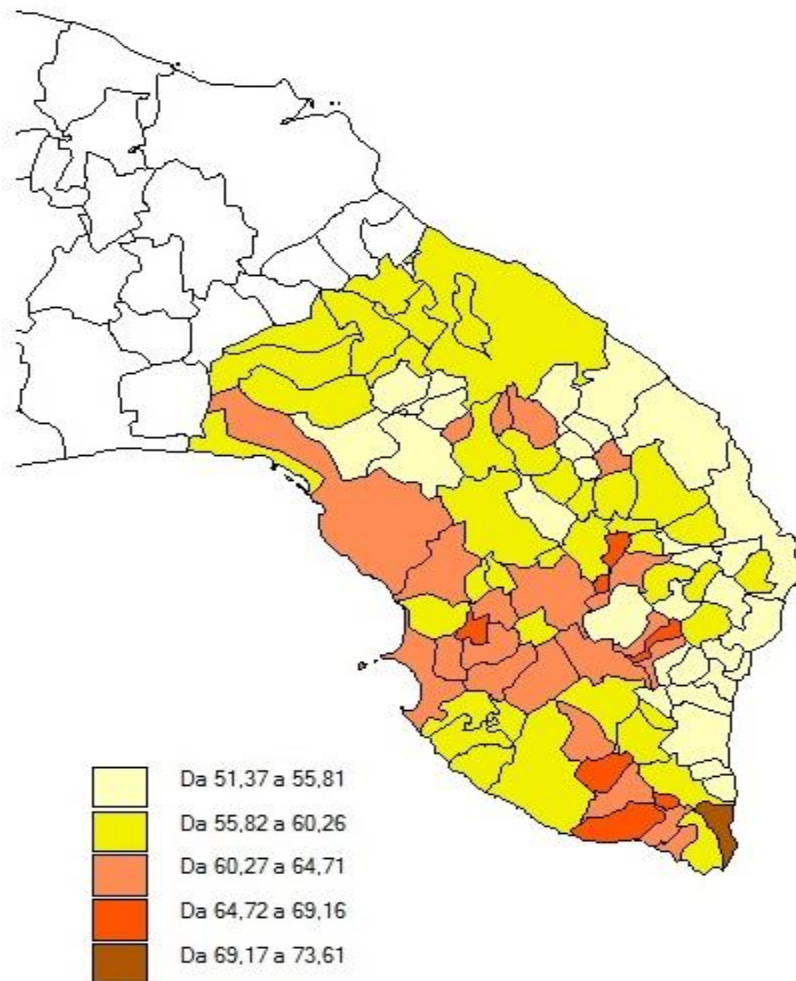 Da 51,37 a 55,81
Da 55,82 a 60,26
Da 60,27 a 64,71
Da 64,72 a 69,16
Da 69,17 a 73,61